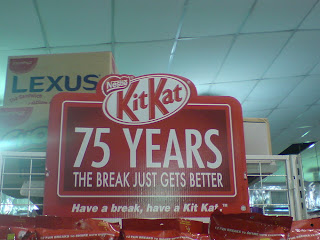 LEXUS
Nestlé
KitKat
75 YEARS
THE BREAK JUST GETS BETTER
Have a break, have a Kit Kat.